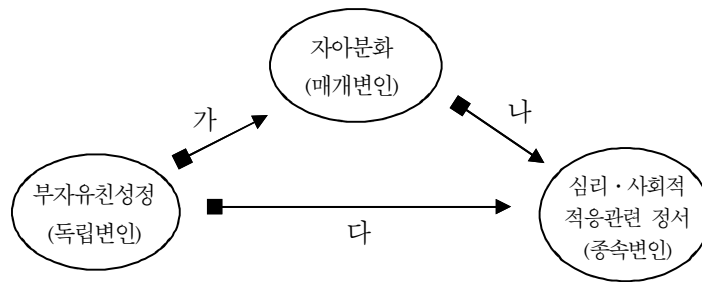 자아분화
(매개변인)
가
나
부자유친성정
(독립변인)
다
심리·사회적
적응관련 정서
(종속변인)